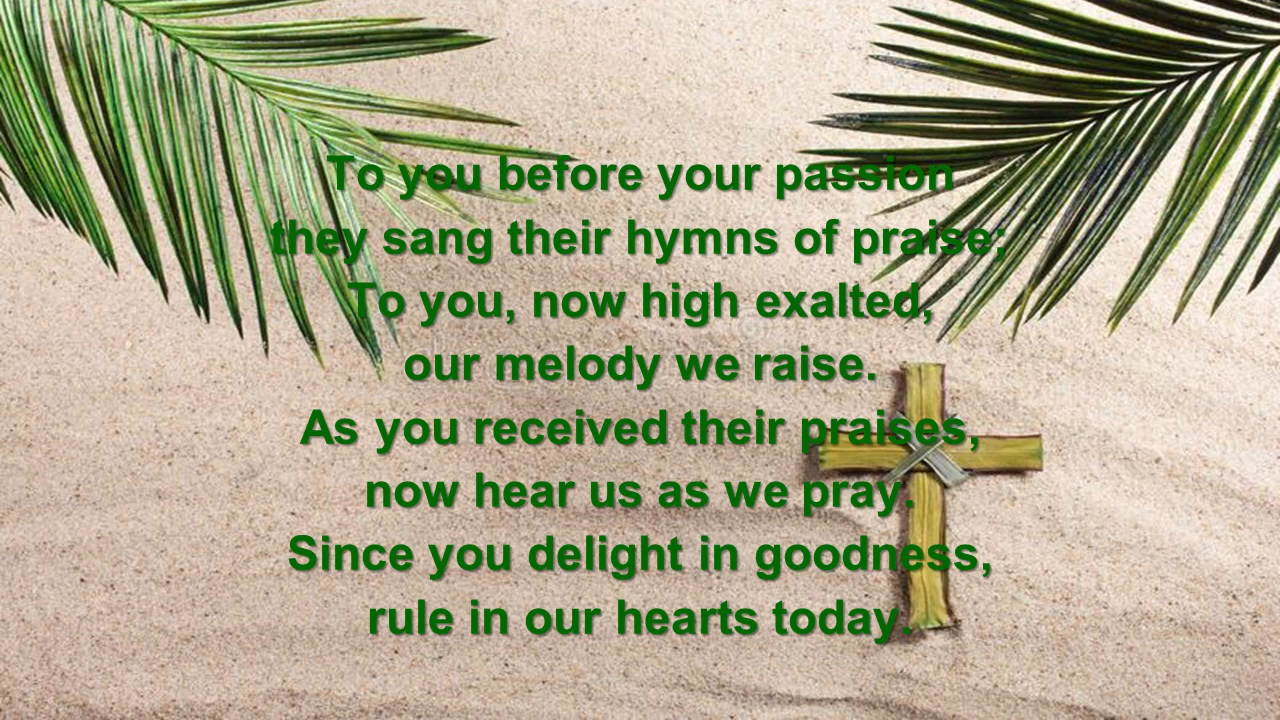 To you before your passion
they sang their hymns of praise;
To you, now high exalted,
our melody we raise.
As you received their praises,
now hear us as we pray.
Since you delight in goodness,
rule in our hearts today.